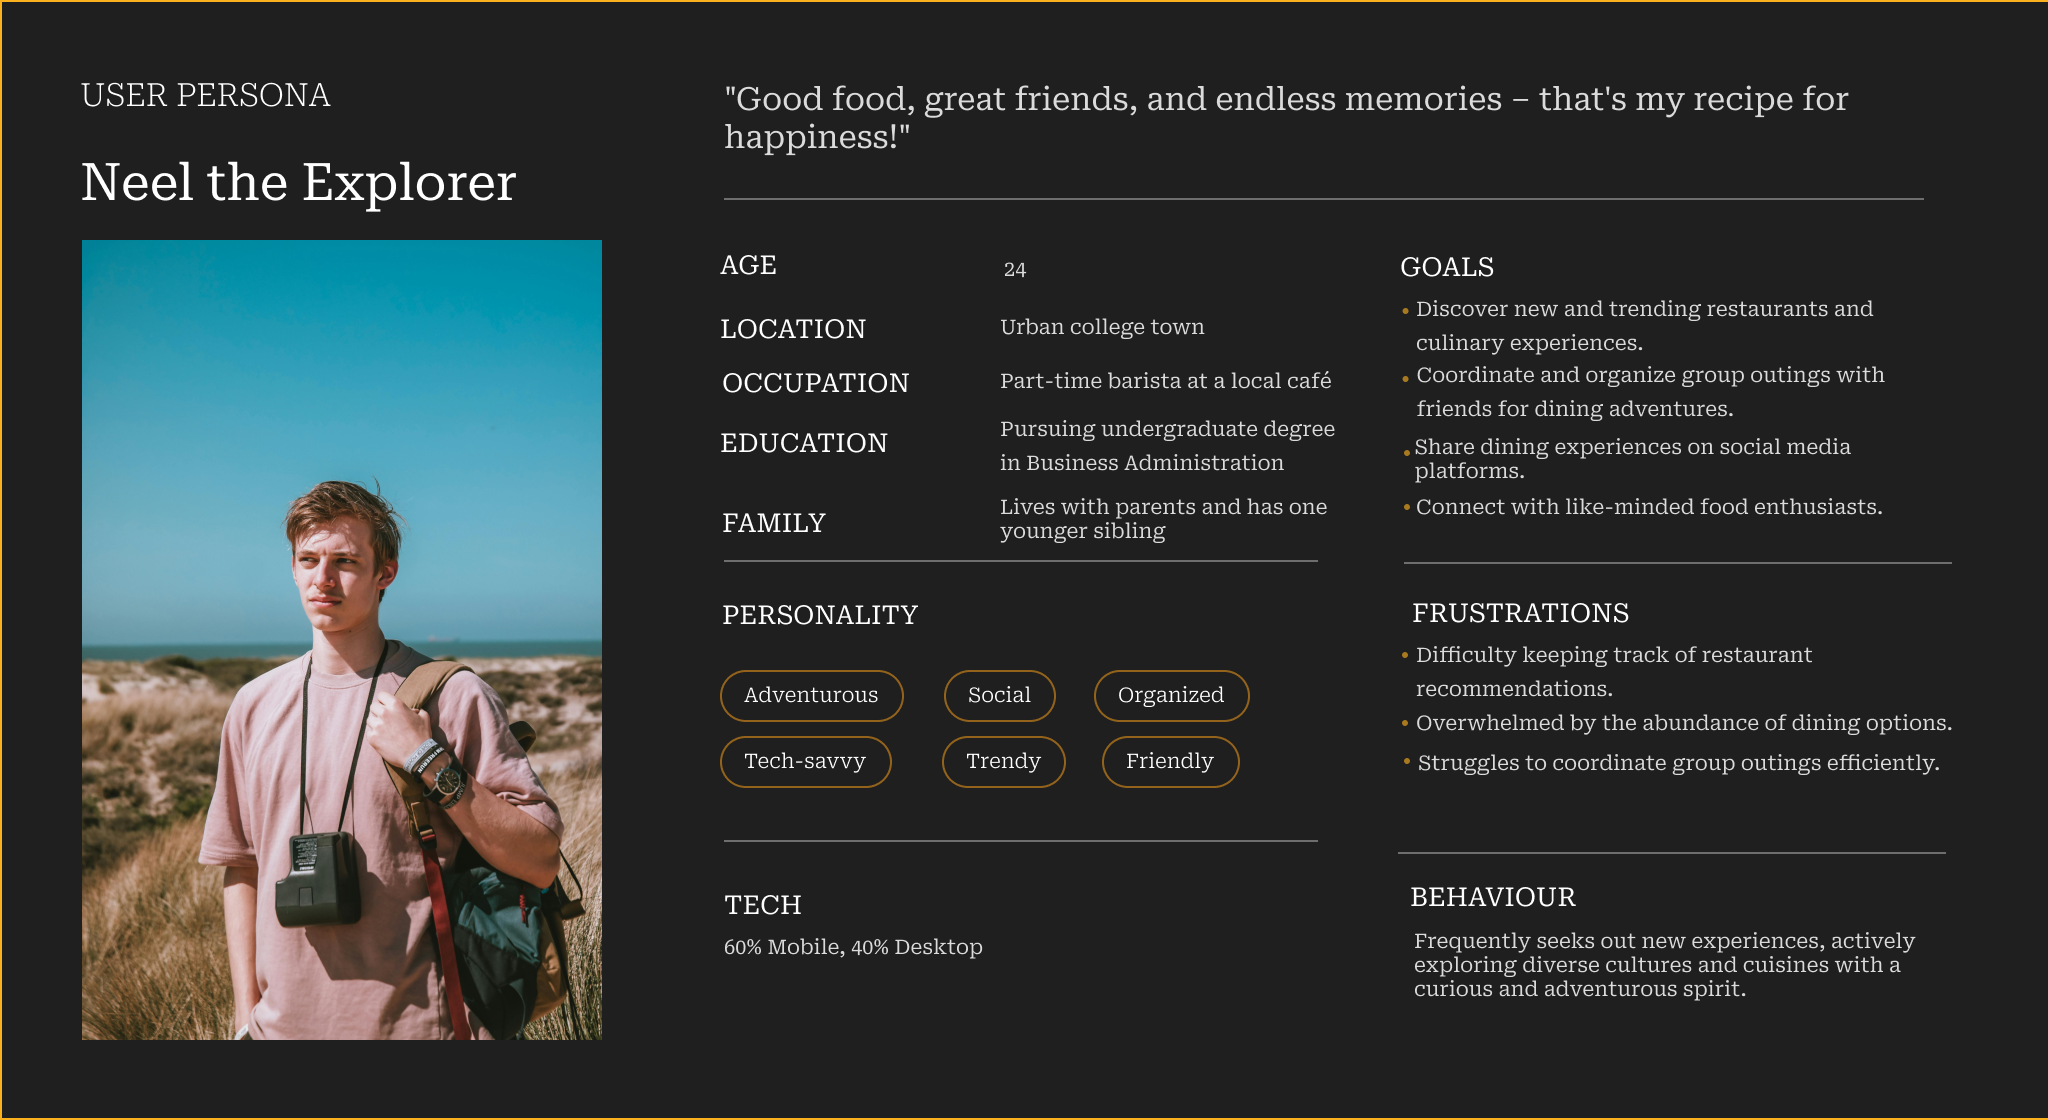 USER PERSONA
Neel the Explorer
"Good food, great friends, and endless memories – that's my recipe for
happiness!"
AGE
24
LOCATION
Urban college town
OCCUPATION
Part-time barista at a local café
EDUCATION
Pursuing undergraduate degree
in Business Administration
FAMILY
Lives with parents and has one
younger sibling
PERSONALITY
Adventurous
Social
Organized
Tech-savvy
Trendy
Friendly
TECH
60% Mobile, 40% Desktop
GOALS
• Discover new and trending restaurants and
culinary experiences.
• Coordinate and organize group outings with
friends for dining adventures.
• Share dining experiences on social media
platforms.
• Connect with like-minded food enthusiasts.
FRUSTRATIONS
• Difficulty keeping track of restaurant
recommendations.
• Overwhelmed by the abundance of dining options.
• Struggles to coordinate group outings efficiently.
BEHAVIOUR
Frequently seeks out new experiences, actively
exploring diverse cultures and cuisines with a
curious and adventurous spirit.